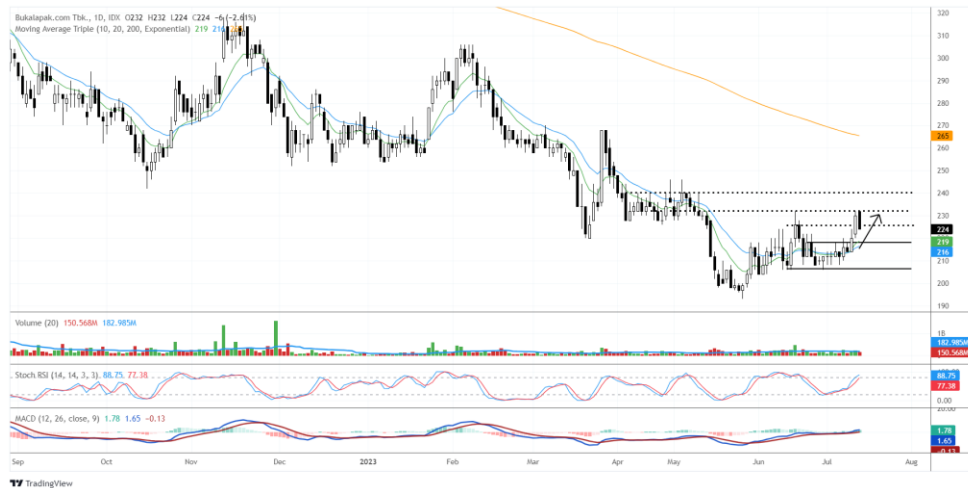 Bukalapak.com Tbk., 1D, IDX O232 H232 L224 C224 −6 (−2.61%)
Moving Average Triple (10, 20, 200, Exponential) 219 216
320
310
300
290
280
270
265
260
250
240
230
224
219
216
210
200
190
Volume (20) 150.568M 182.985M
1B
182.985M
150.568M
Stoch RSI (14, 14, 3, 3) 88.75 77.38
88.75
77.38
0.00
MACD (12, 26, close, 9) 1.78 1.65 −0.13
20.00
1.78
1.65
−0.13
Sep Oct Dec 2023 Feb Mar Apr May Jun Jul Aug
TradingView